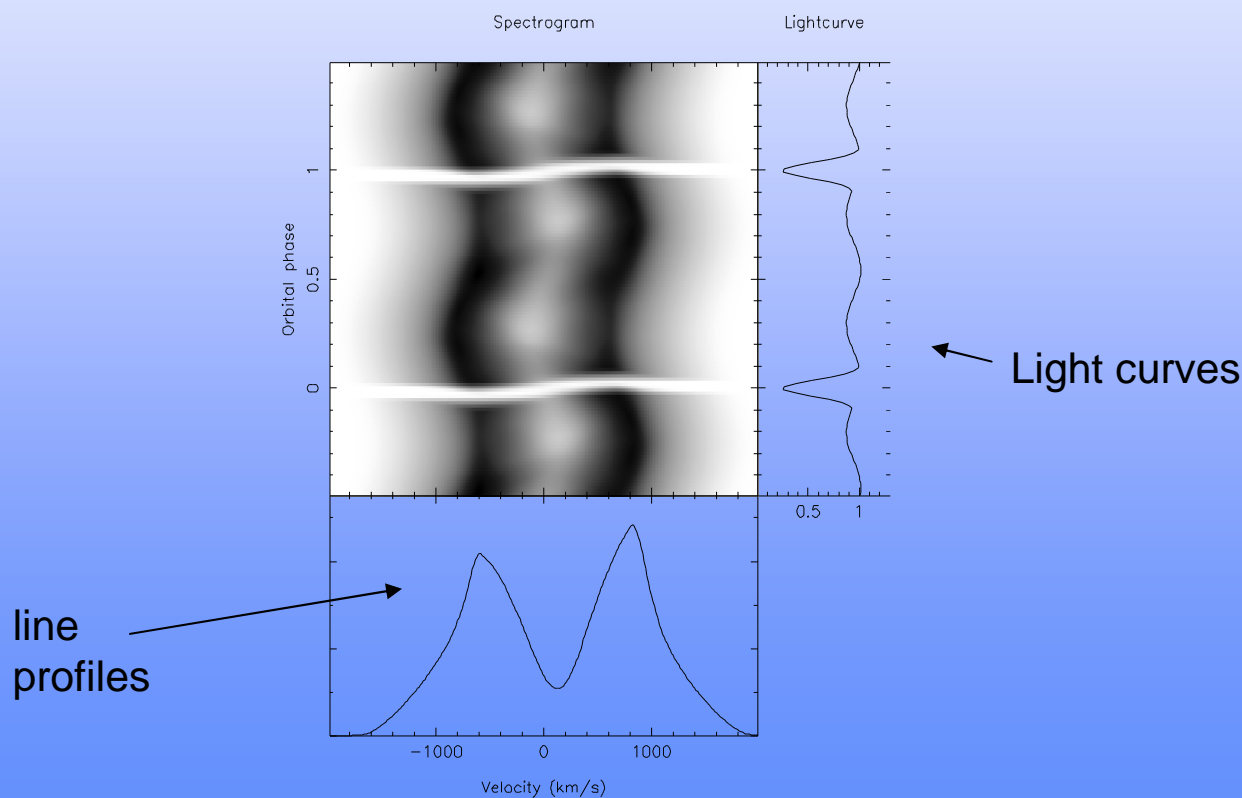 Spectrogram
Lightcurve
Orbital phase
1
0.5
0
0.5 1
Light curves
line
profiles
−1000 0 1000
Velocity (km/s)